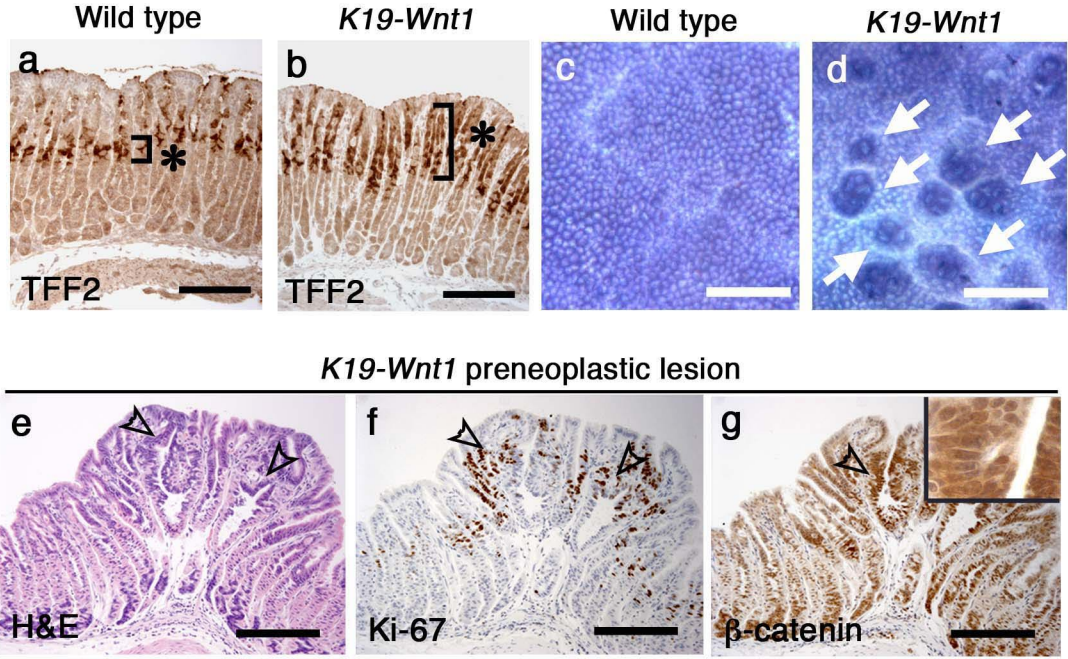 Wild type K19-Wnt1 Wild type K19-Wnt1
a b c d
* *
TFF2 TFF2
K19-Wnt1 preneoplastic lesion
e f g
H&E Ki-67 β-catenin